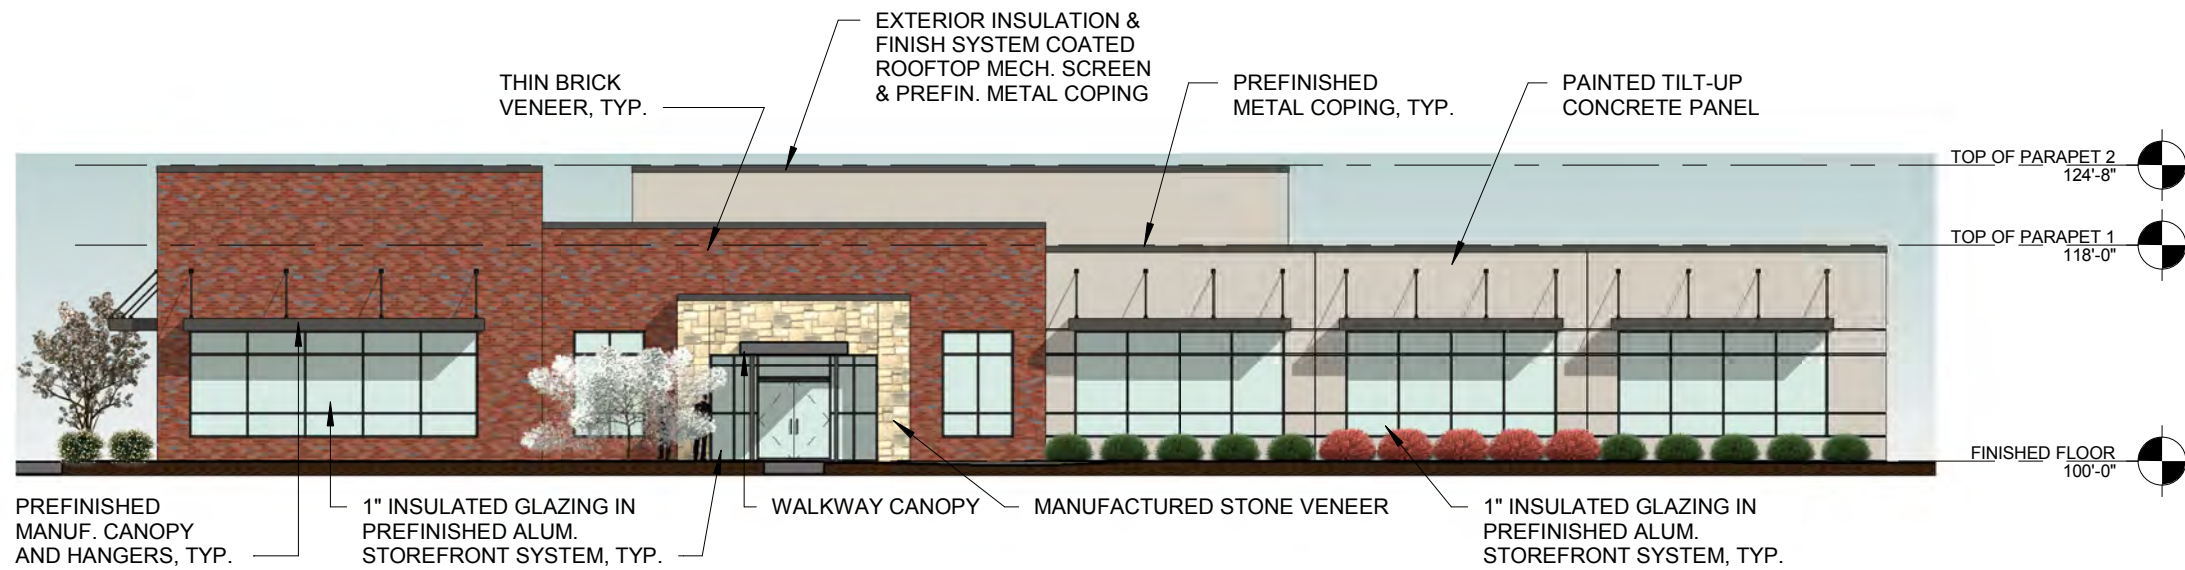 EXTERIOR INSULATION &
FINISH SYSTEM COATED
ROOFTOP MECH. SCREEN
& PREFIN. METAL COPING
THIN BRICK
VENEER, TYP.
PREFINISHED
METAL COPING, TYP.
PAINTED TILT-UP
CONCRETE PANEL
TOP OF PARAPET 2
124'-8"
TOP OF PARAPET 1
118'-0"
FINISHED FLOOR
100'-0"
PREFINISHED
MANUF. CANOPY
AND HANGERS, TYP.
1" INSULATED GLAZING IN
PREFINISHED ALUM.
STOREFRONT SYSTEM, TYP.
WALKWAY CANOPY
MANUFACTURED STONE VENEER
1" INSULATED GLAZING IN
PREFINISHED ALUM.
STOREFRONT SYSTEM, TYP.